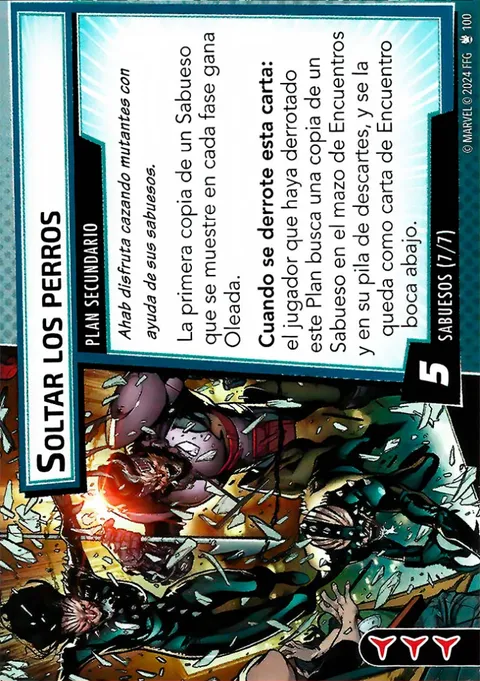 SOLTAR LOS PERROS
PLAN SECUNDARIO
Ahab disfruta cazando mutantes con
ayuda de sus sabuesos.
La primera copia de un Sabueso
que se muestre en cada fase gana
Oleada.
Cuando se derrote esta carta:
el jugador que haya derrotado
este Plan busca una copia de un
Sabueso en el mazo de Encuentros
y en su pila de descartes, y se la
queda como carta de Encuentro
boca abajo.
5
SABUESOS (7/7)
© MARVEL © 2024 FFG 100